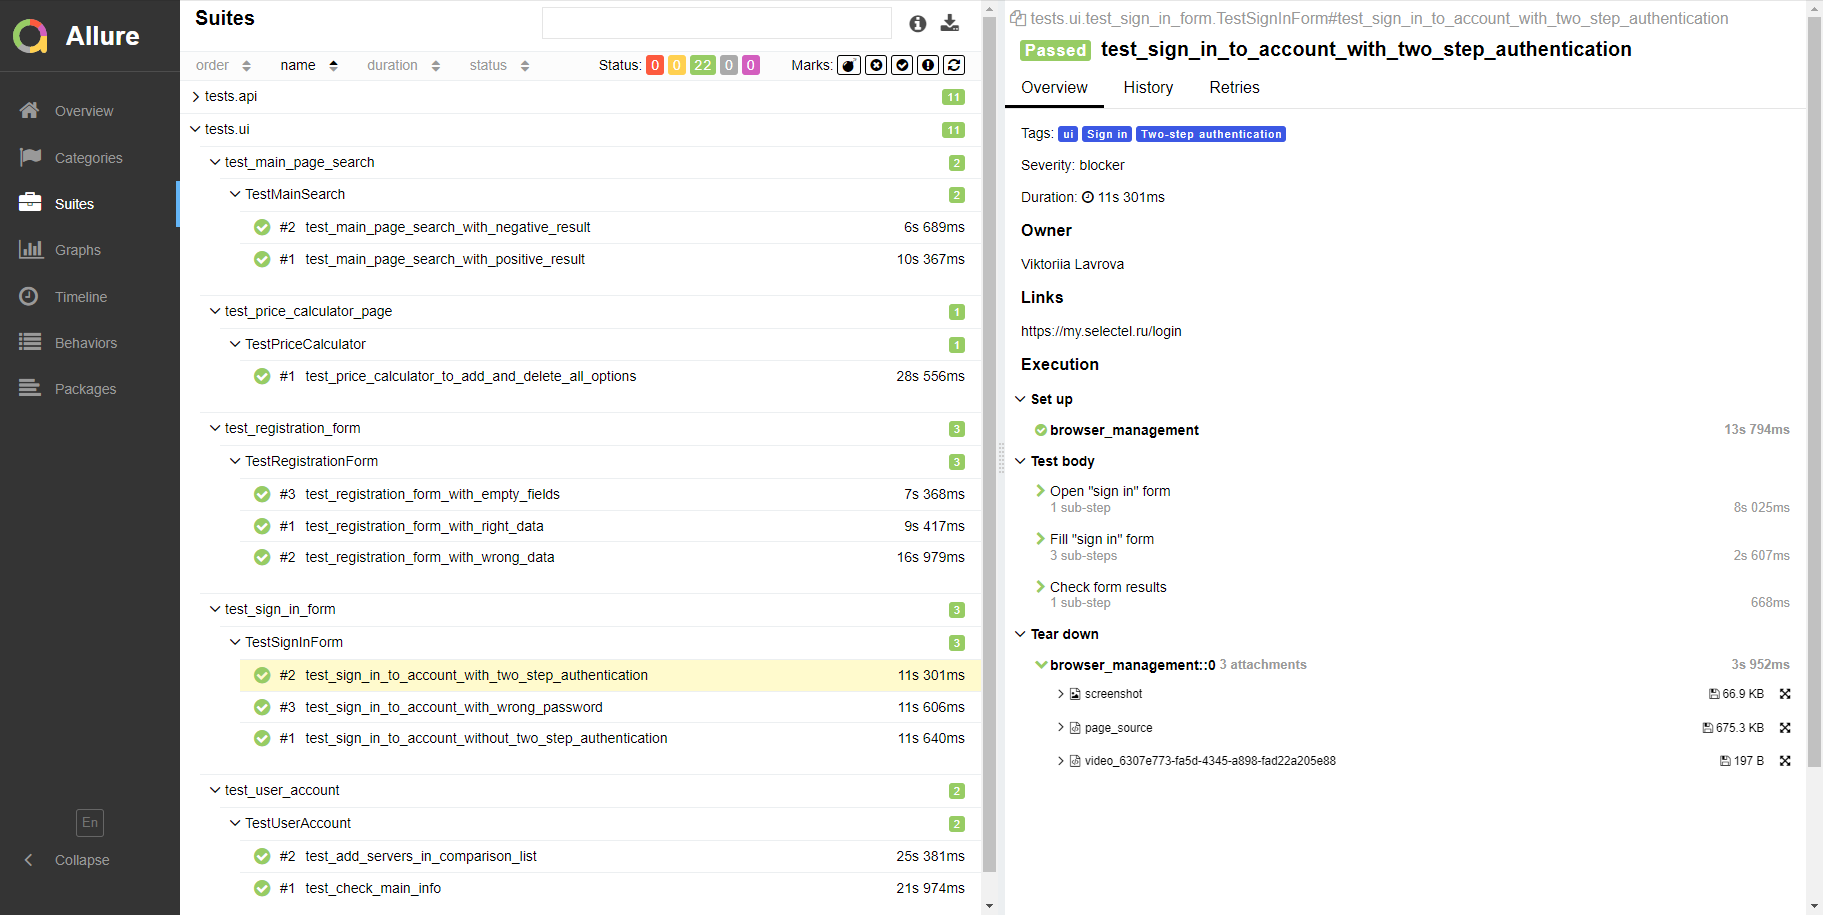 Allure
Overview
Categories
Suites
Graphs
Timeline
Behaviors
Packages
En
Collapse
Suites
order name duration status Status: 0 0 22 0 0 Marks:
tests.api 11
tests.ui 11
test_main_page_search 2
TestMainSearch 2
#2 test_main_page_search_with_negative_result 6s 689ms
#1 test_main_page_search_with_positive_result 10s 367ms
test_price_calculator_page 1
TestPriceCalculator 1
#1 test_price_calculator_to_add_and_delete_all_options 28s 556ms
test_registration_form 3
TestRegistrationForm 3
#3 test_registration_form_with_empty_fields 7s 368ms
#1 test_registration_form_with_right_data 9s 417ms
#2 test_registration_form_with_wrong_data 16s 979ms
test_sign_in_form 3
TestSignInForm 3
#2 test_sign_in_to_account_with_two_step_authentication 11s 301ms
#3 test_sign_in_to_account_with_wrong_password 11s 606ms
#1 test_sign_in_to_account_without_two_step_authentication 11s 640ms
test_user_account 2
TestUserAccount 2
#2 test_add_servers_in_comparison_list 25s 381ms
#1 test_check_main_info 21s 974ms
tests.ui.test_sign_in_form.TestSignInForm#test_sign_in_to_account_with_two_step_authentication
Passed test_sign_in_to_account_with_two_step_authentication
Overview History Retries
Tags: ui Sign in Two-step authentication
Severity: blocker
Duration: 11s 301ms
Owner
Viktoriia Lavrova
Links
https://my.selectel.ru/login
Execution
Set up
browser_management 13s 794ms
Test body
Open "sign in" form
1 sub-step 8s 025ms
Fill "sign in" form
3 sub-steps 2s 607ms
Check form results
1 sub-step 668ms
Tear down
browser_management::0 3 attachments 3s 952ms
screenshot 66.9 KB
page_source 675.3 KB
video_6307e773-fa5d-4345-a898-fad22a205e88 197 B